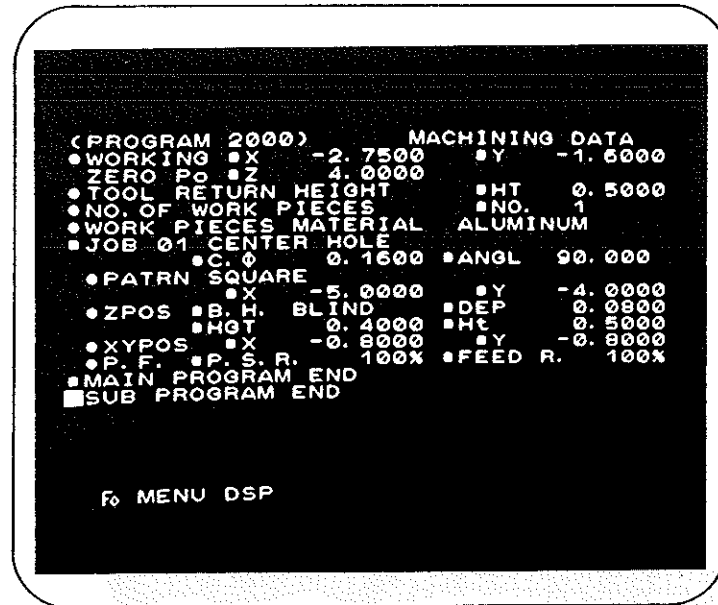 (PROGRAM 2000) MACHINING DATA
●WORKING ■X -2.7500 ■Y -1.6000
ZERO Po ■Z 4.0000
●TOOL RETURN HEIGHT ■HT 0.5000
●NO. OF WORK PIECES ■NO. 1
●WORK PIECES MATERIAL ALUMINUM
■JOB 01 CENTER HOLE
■C.Φ 0.1600 ■ANGL 90.000
●PATRN SQUARE
■X -5.0000 ■Y -4.0000
●ZPOS ■B.H. BLIND ■DEP 0.0800
■HGT 0.4000 ■Ht 0.5000
●XYPOS ■X -0.8000 ■Y -0.8000
●P.F. ■P.S.R. 100% ■FEED R. 100%
■MAIN PROGRAM END
■SUB PROGRAM END
Fo MENU DSP